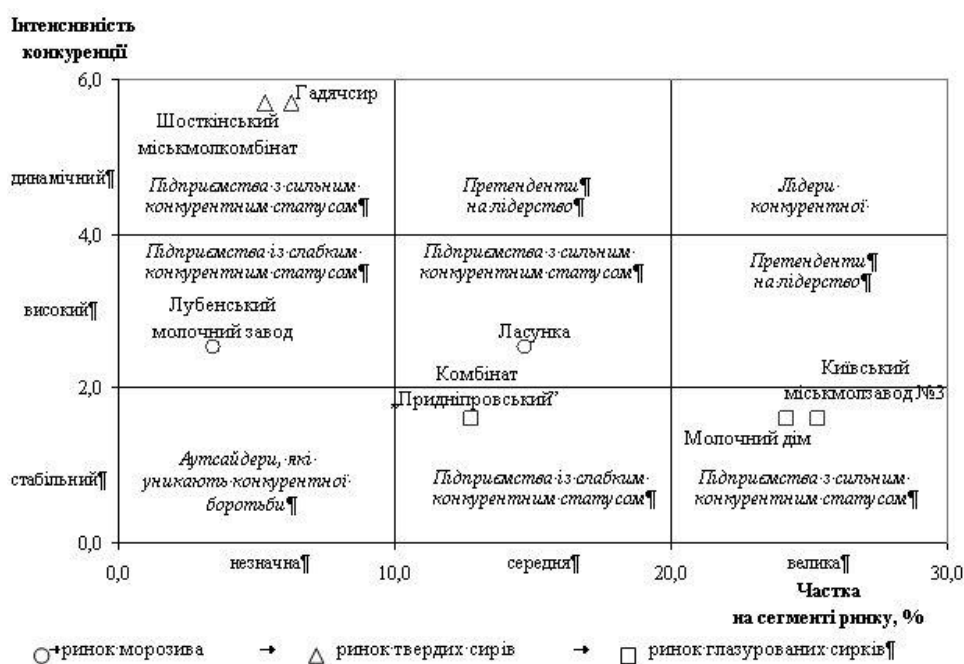 Інтенсивність
конкуренції
6,0
Гадячсир
Шосткінський
міськмолкомбінат
динамічний¶
Підприємства·з·сильним·
конкурентним·статусом¶
Претенденти¶
на·лідерство¶
Лідери·
конкурентної·
4,0
Підприємства·із·слабким·
конкурентним·статусом¶
Підприємства·з·сильним·
конкурентним·статусом¶
Претенденти¶
на·лідерство¶
високий¶
Лубенський
молочний завод
Ласунка
2,0
Комбінат
„Придніпровський”
Київський
міськмолзавод №3
Молочний дім
стабільний¶
Аутсайдери,·які·
уникають·конкурентної·
боротьби¶
Підприємства·із·слабким·
конкурентним·статусом¶
Підприємства·з·сильним·
конкурентним·статусом¶
0,0
0,0 незначна¶ 10,0 середня¶ 20,0 велика¶ 30,0
Частка
на сегменті ринку, %
ринок·морозива → ринок·твердих·сирів → ринок·глазурованих·сирків¶